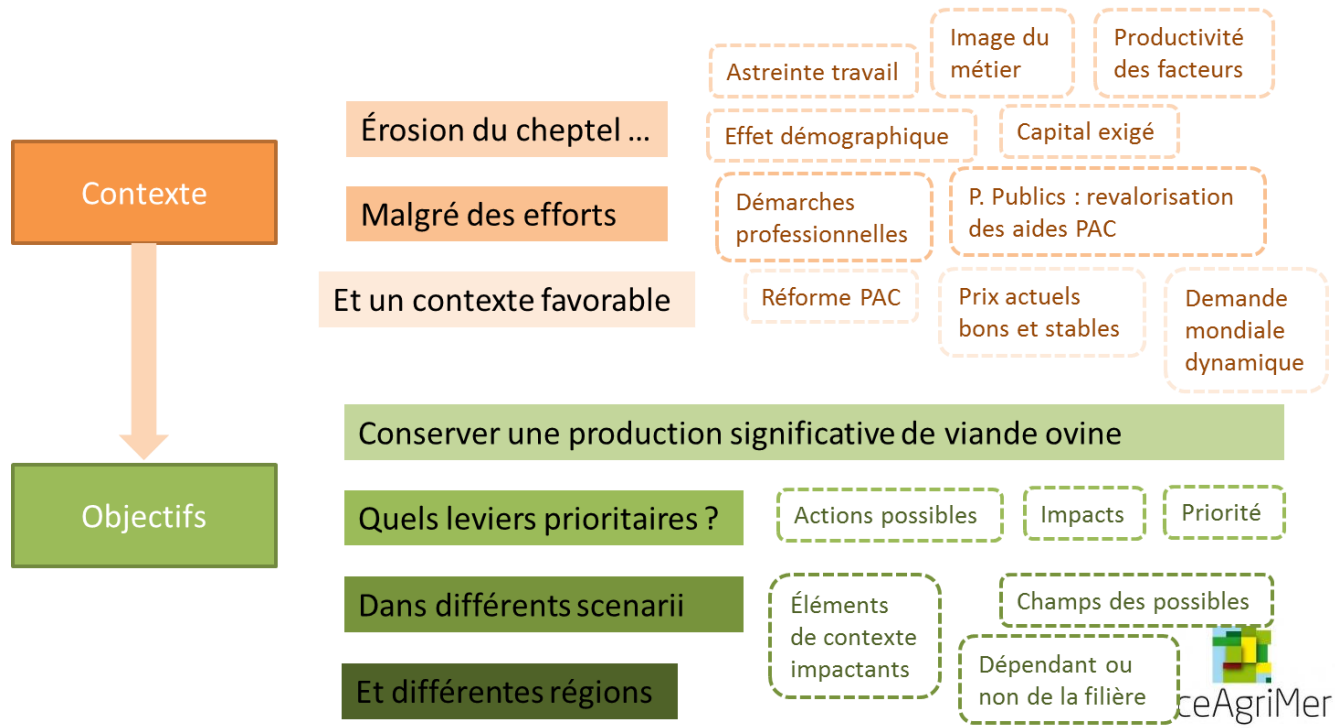 Contexte
Érosion du cheptel ...
Astreinte travail
Image du
métier
Productivité
des facteurs
Effet démographique
Capital exigé
Malgré des efforts
Démarches
professionnelles
P. Publics : revalorisation
des aides PAC
Et un contexte favorable
Réforme PAC
Prix actuels
bons et stables
Demande
mondiale
dynamique
Objectifs
Conserver une production significative de viande ovine
Quels leviers prioritaires ?
Actions possibles
Impacts
Priorité
Dans différents scenarii
Éléments
de contexte
impactants
Champs des possibles
Dépendant ou
non de la filière
Et différentes régions
ceAgriMer